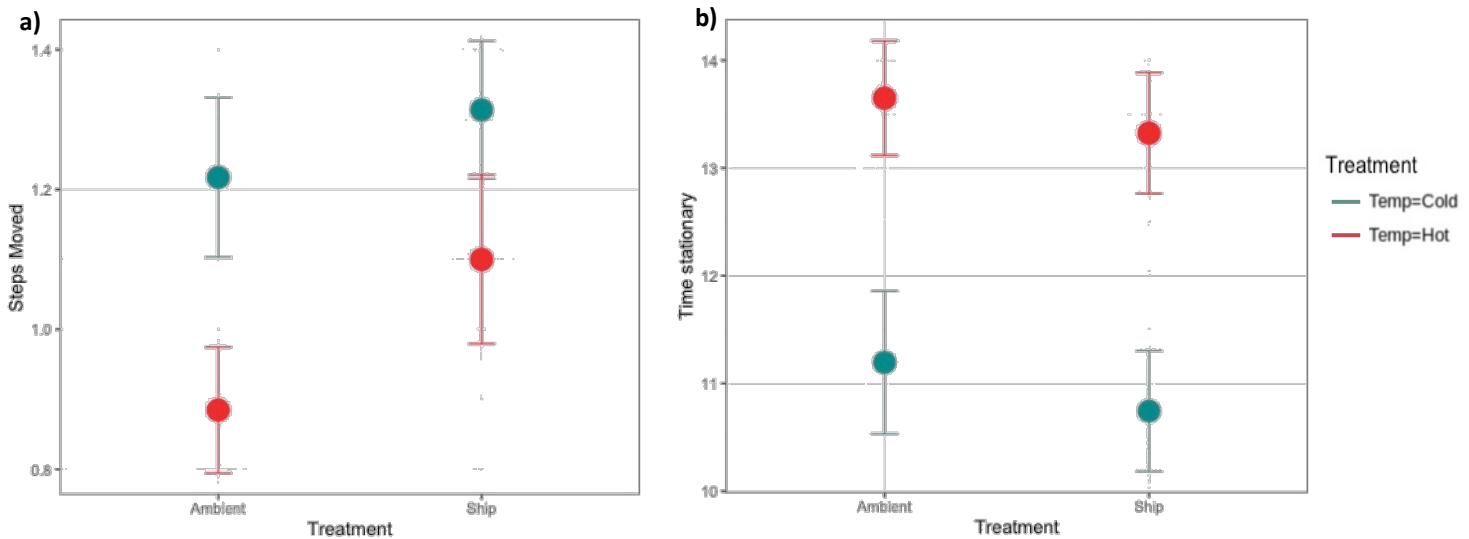 a)
1.4
1.2
1.0
0.8
Steps Moved
Ambient
Ship
Treatment
b)
14
13
12
11
10
Time stationary
Ambient
Ship
Treatment
Treatment
Temp=Cold
Temp=Hot